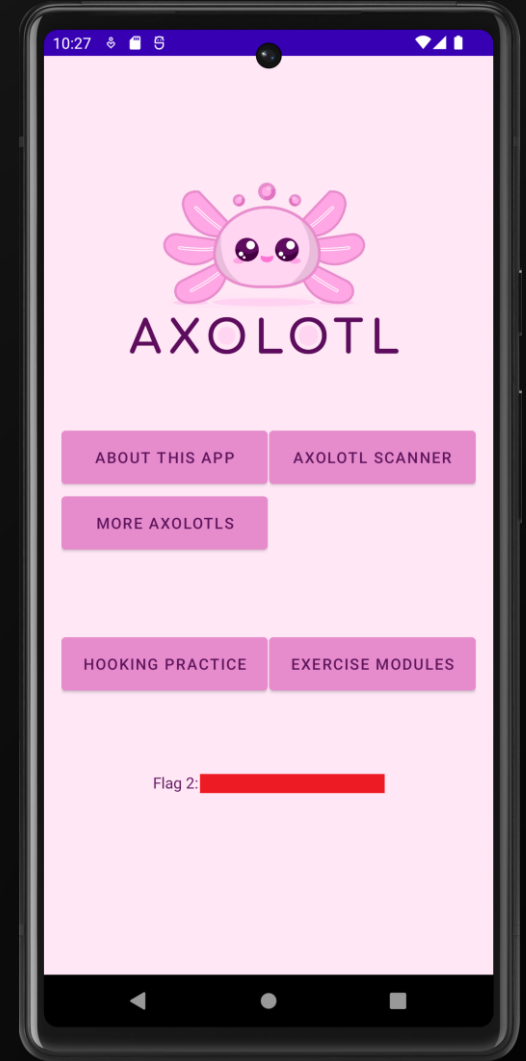 10:27
AXOLOTL
ABOUT THIS APP
AXOLOTL SCANNER
MORE AXOLOTLS
HOOKING PRACTICE
EXERCISE MODULES
Flag 2: